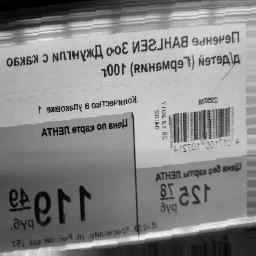 Печенье BAHLSEN Зоо Джунгли с какао
д/детей (Германия) 100г
Количество в упаковке 1
Цена по карте ЛЕНТА
119 49
руб.
Цена без карты ЛЕНТА
125 78
руб